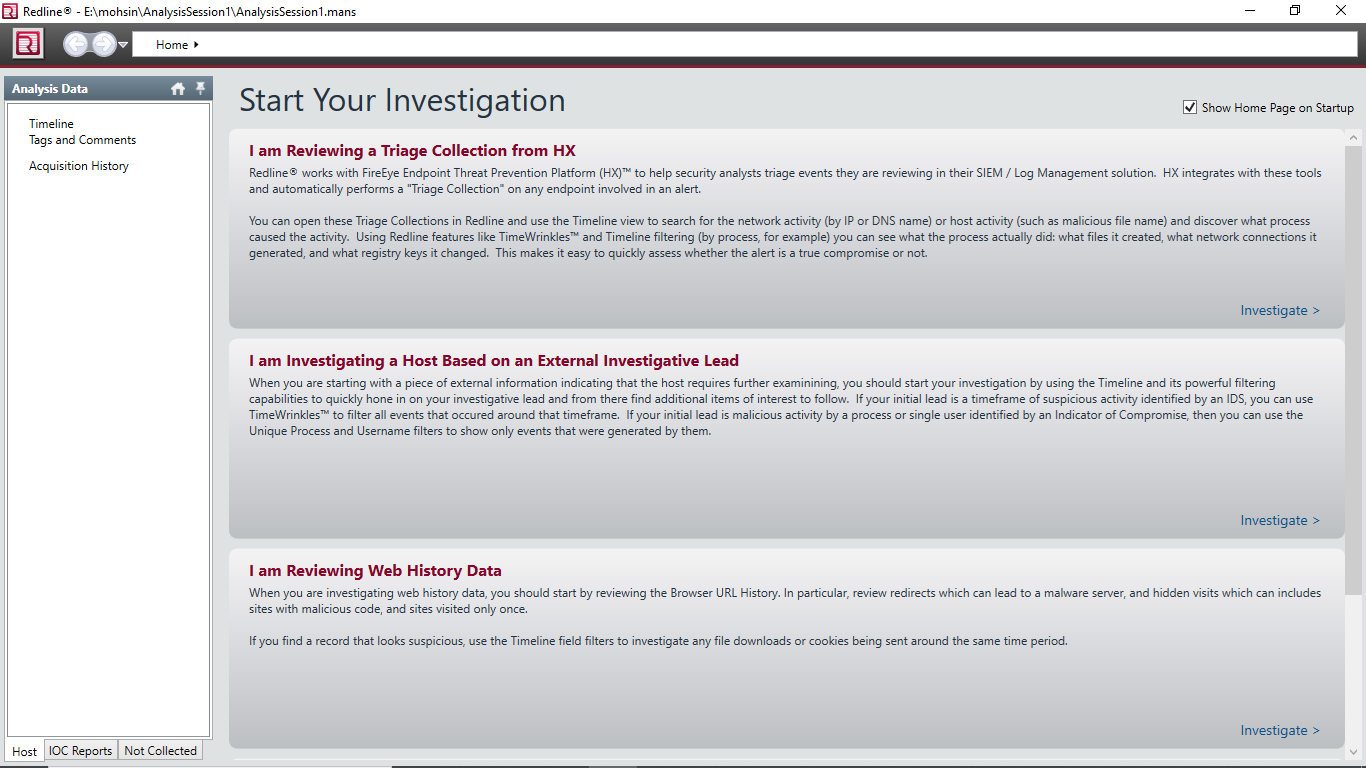 Redline® - E:\mohsin\AnalysisSession1\AnalysisSession1.mans
Home
Analysis Data
Timeline
Tags and Comments
Acquisition History
Start Your Investigation
Show Home Page on Startup
I am Reviewing a Triage Collection from HX
Redline® works with FireEye Endpoint Threat Prevention Platform (HX)™ to help security analysts triage events they are reviewing in their SIEM / Log Management solution. HX integrates with these tools
and automatically performs a "Triage Collection" on any endpoint involved in an alert.
You can open these Triage Collections in Redline and use the Timeline view to search for the network activity (by IP or DNS name) or host activity (such as malicious file name) and discover what process
caused the activity. Using Redline features like TimeWrinkles™ and Timeline filtering (by process, for example) you can see what the process actually did: what files it created, what network connections it
generated, and what registry keys it changed. This makes it easy to quickly assess whether the alert is a true compromise or not.
Investigate >
I am Investigating a Host Based on an External Investigative Lead
When you are starting with a piece of external information indicating that the host requires further examinining, you should start your investigation by using the Timeline and its powerful filtering
capabilities to quickly hone in on your investigative lead and from there find additional items of interest to follow. If your initial lead is a timeframe of suspicious activity identified by an IDS, you can use
TimeWrinkles™ to filter all events that occured around that timeframe. If your initial lead is malicious activity by a process or single user identified by an Indicator of Compromise, then you can use the
Unique Process and Username filters to show only events that were generated by them.
Investigate >
I am Reviewing Web History Data
When you are investigating web history data, you should start by reviewing the Browser URL History. In particular, review redirects which can lead to a malware server, and hidden visits which can includes
sites with malicious code, and sites visited only once.
If you find a record that looks suspicious, use the Timeline field filters to investigate any file downloads or cookies being sent around the same time period.
Investigate >
Host
IOC Reports
Not Collected